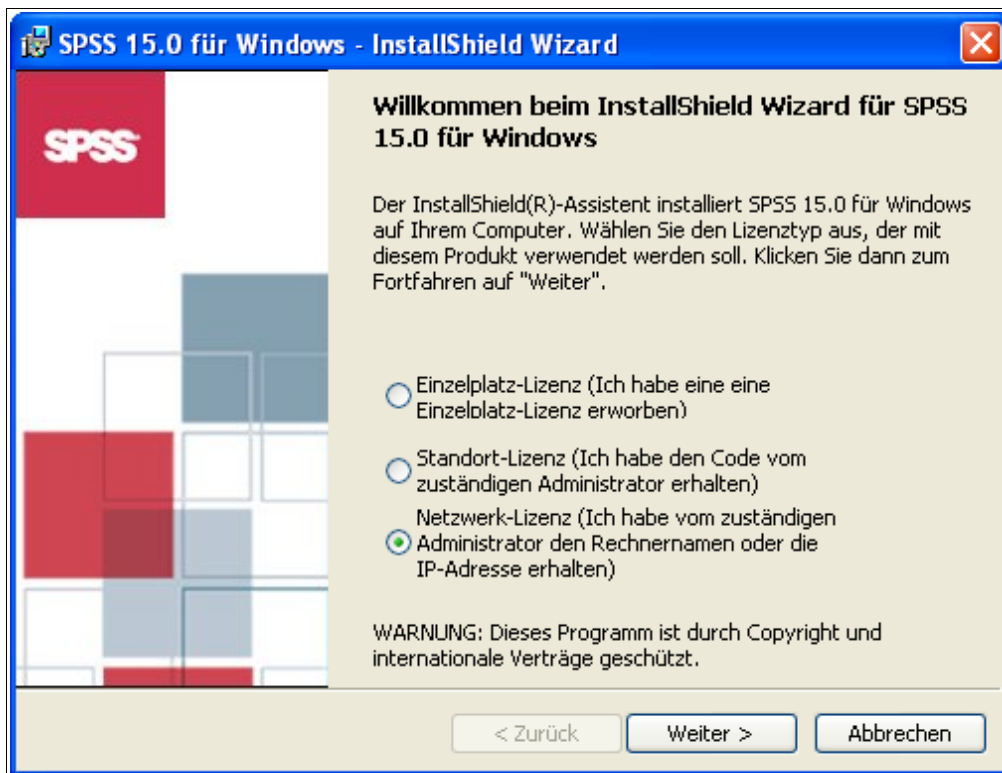 SPSS 15.0 für Windows - InstallShield Wizard
SPSS
Willkommen beim InstallShield Wizard für SPSS
15.0 für Windows
Der InstallShield(R)-Assistent installiert SPSS 15.0 für Windows
auf Ihrem Computer. Wählen Sie den Lizenztyp aus, der mit
diesem Produkt verwendet werden soll. Klicken Sie dann zum
Fortfahren auf "Weiter".
Einzelplatz-Lizenz (Ich habe eine eine
Einzelplatz-Lizenz erworben)
Standort-Lizenz (Ich habe den Code vom
zuständigen Administrator erhalten)
Netzwerk-Lizenz (Ich habe vom zuständigen
Administrator den Rechnernamen oder die
IP-Adresse erhalten)
WARNUNG: Dieses Programm ist durch Copyright und
internationale Verträge geschützt.
< Zurück
Weiter >
Abbrechen